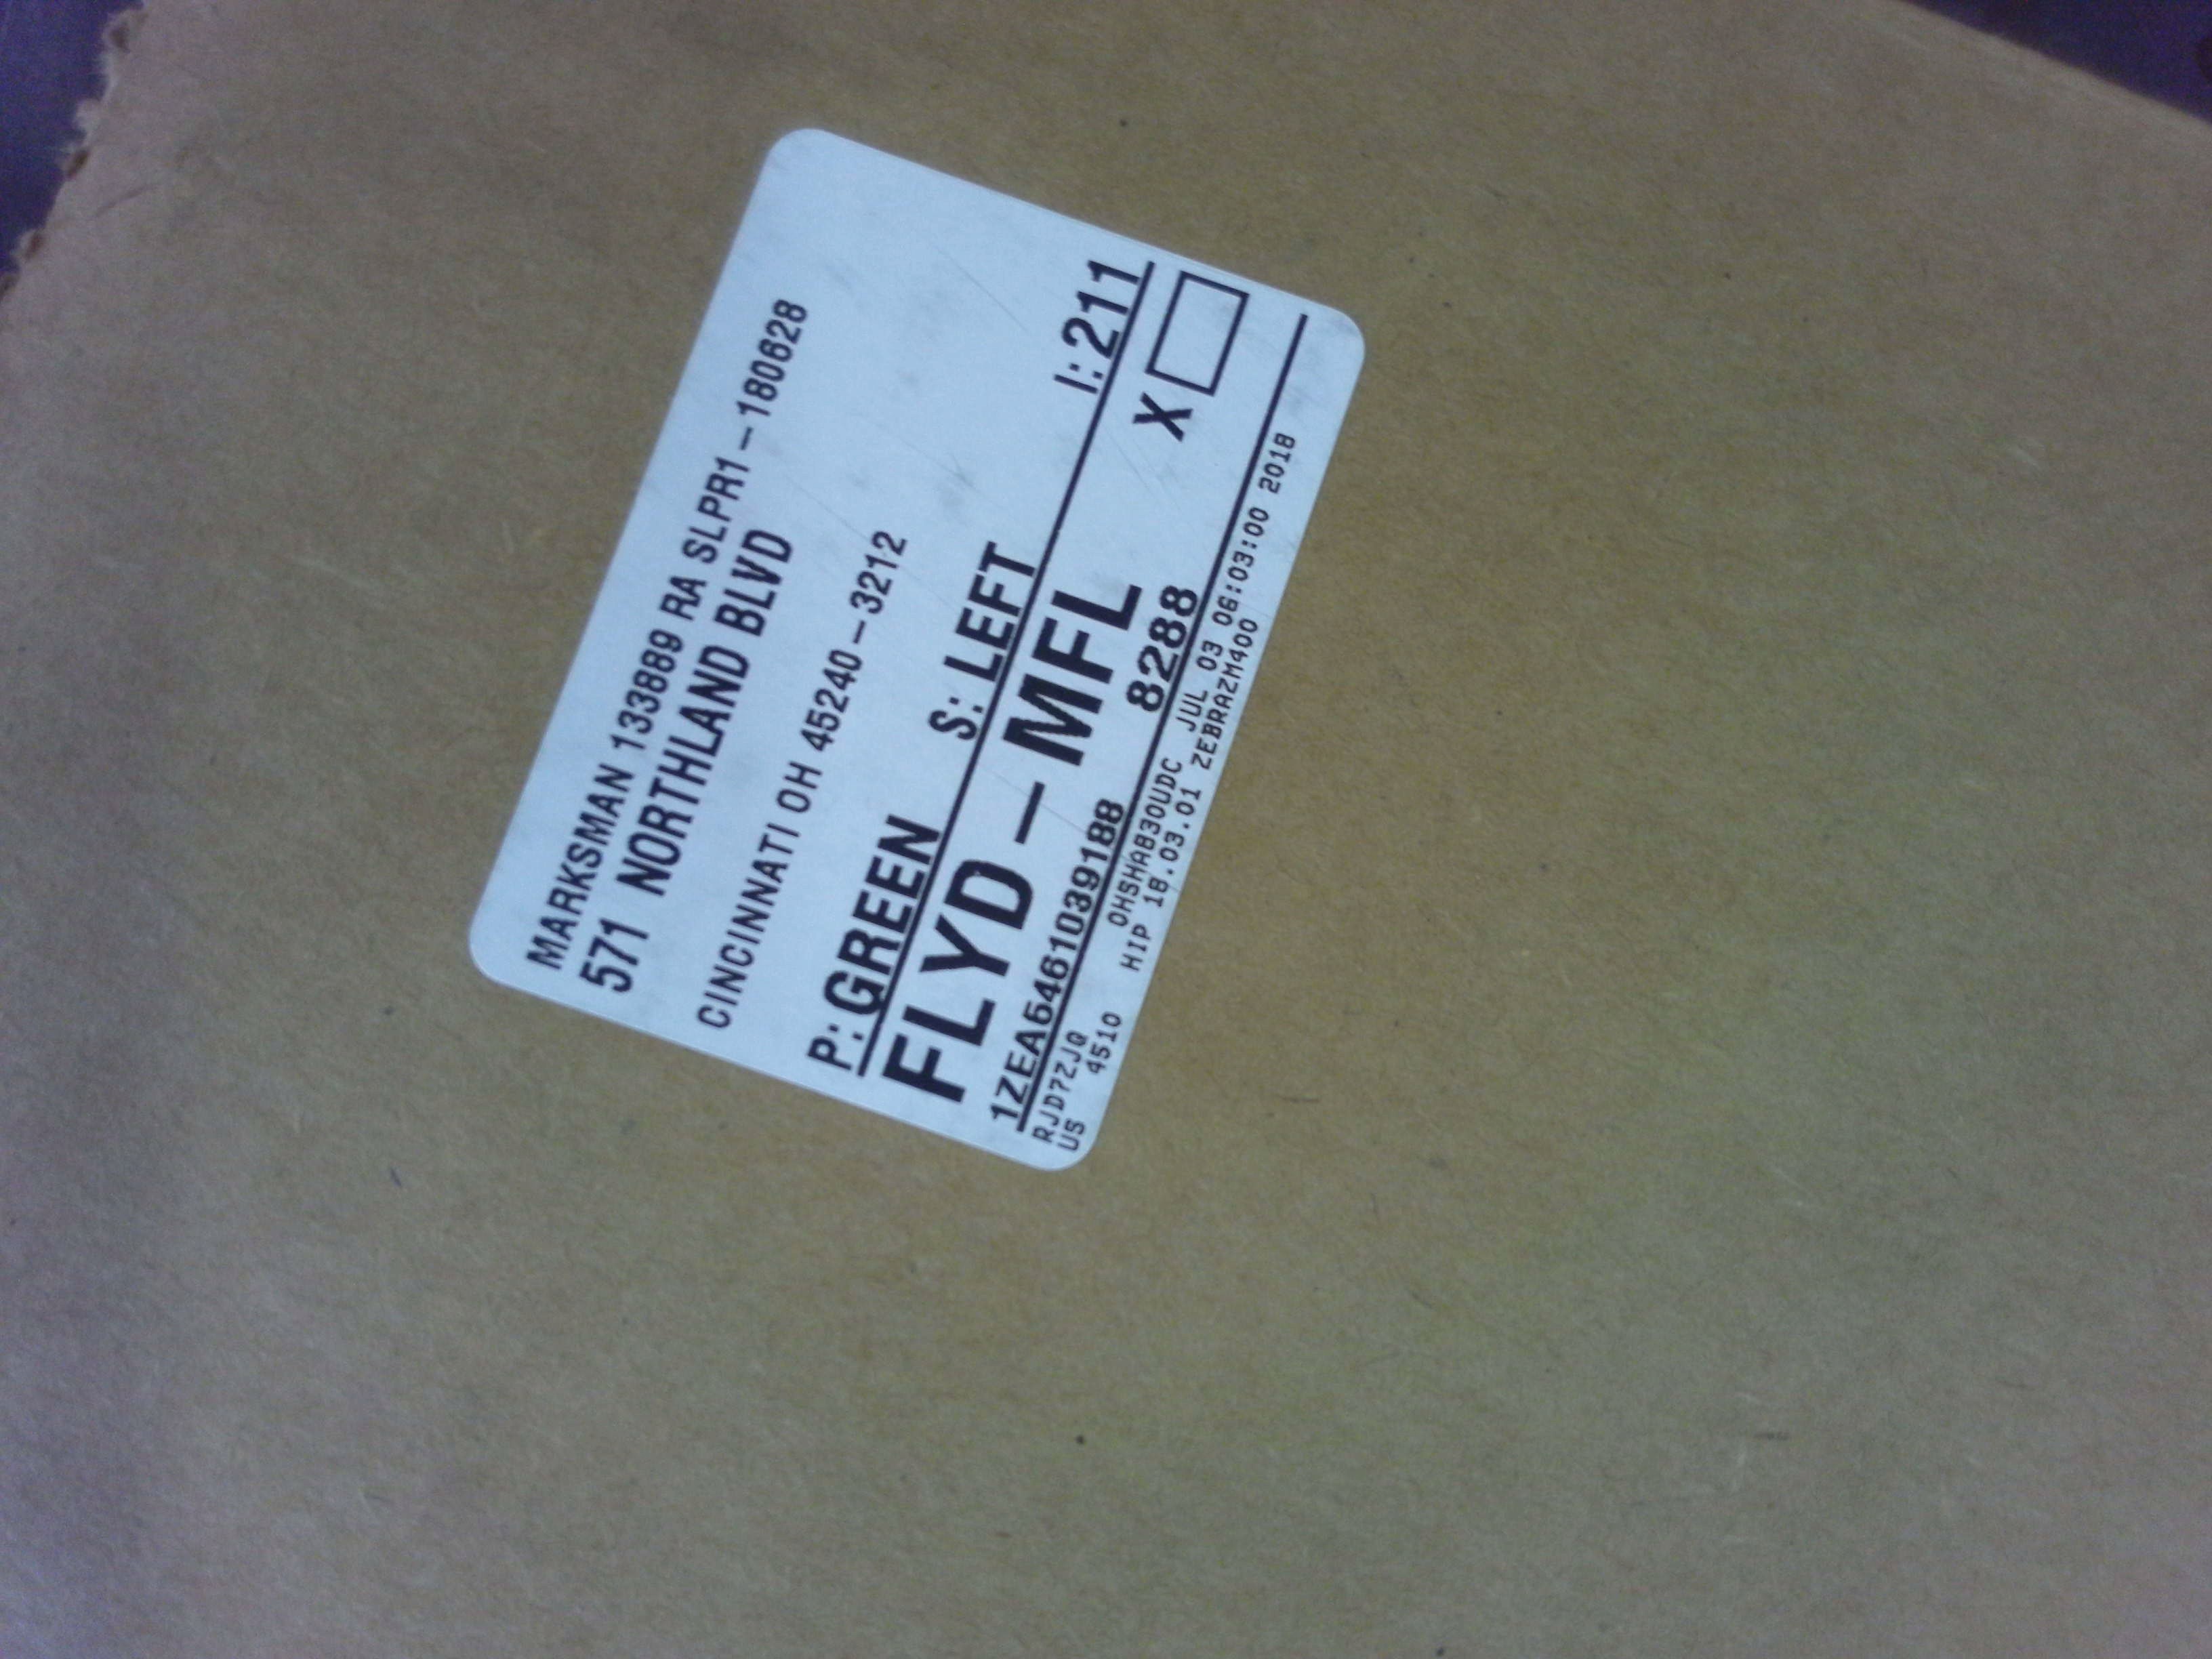 MARKSMAN 133889 RA SLPR1-180628
571 NORTHLAND BLVD
CINCINNATI OH 45240-3212
P: GREEN S: LEFT I: 211
FLYD-MFL X
1ZEA5461039188 8288
RJD7ZJQ OHSHAB30UDC JUL 03 06:03:00 2018
US 4510 HIP 18.03.01 ZEBRAZM400